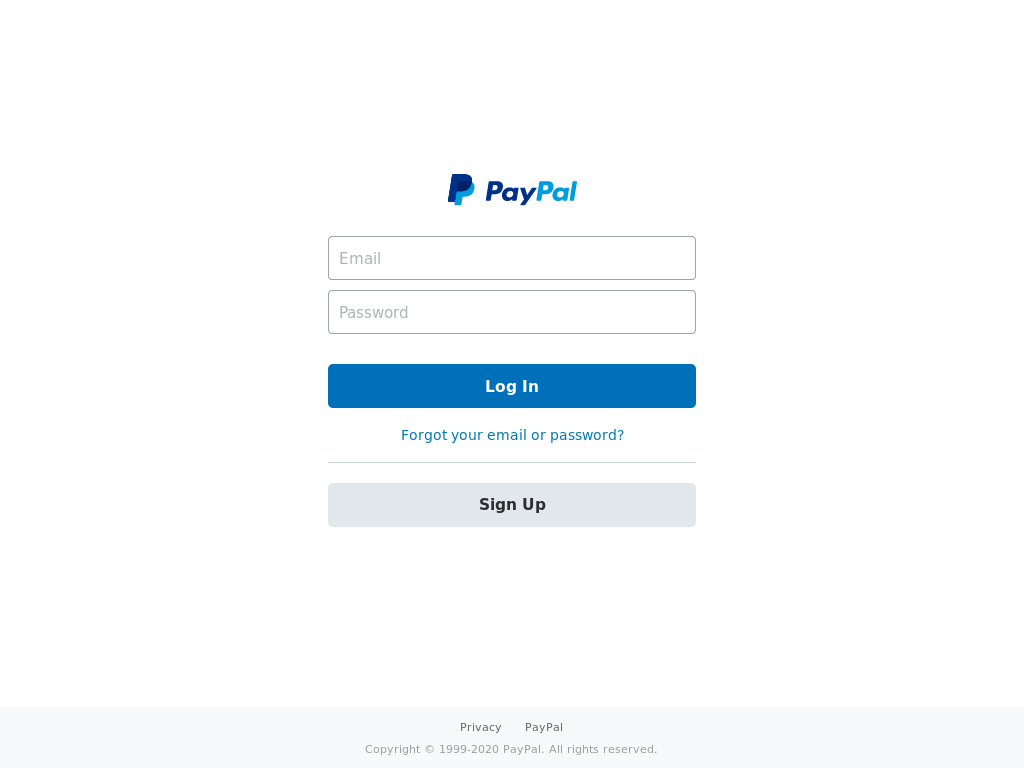 PayPal
Email
Password
Log In
Forgot your email or password?
Sign Up
Privacy PayPal
Copyright © 1999-2020 PayPal. All rights reserved.